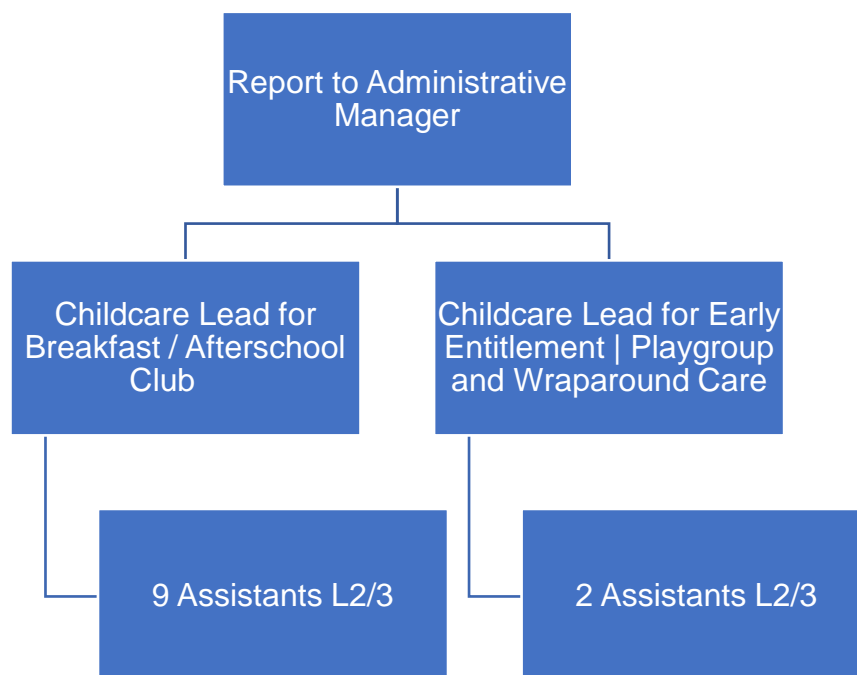 Report to Administrative
Manager
Childcare Lead for
Breakfast / Afterschool
Club
Childcare Lead for Early
Entitlement | Playgroup
and Wraparound Care
9 Assistants L2/3
2 Assistants L2/3